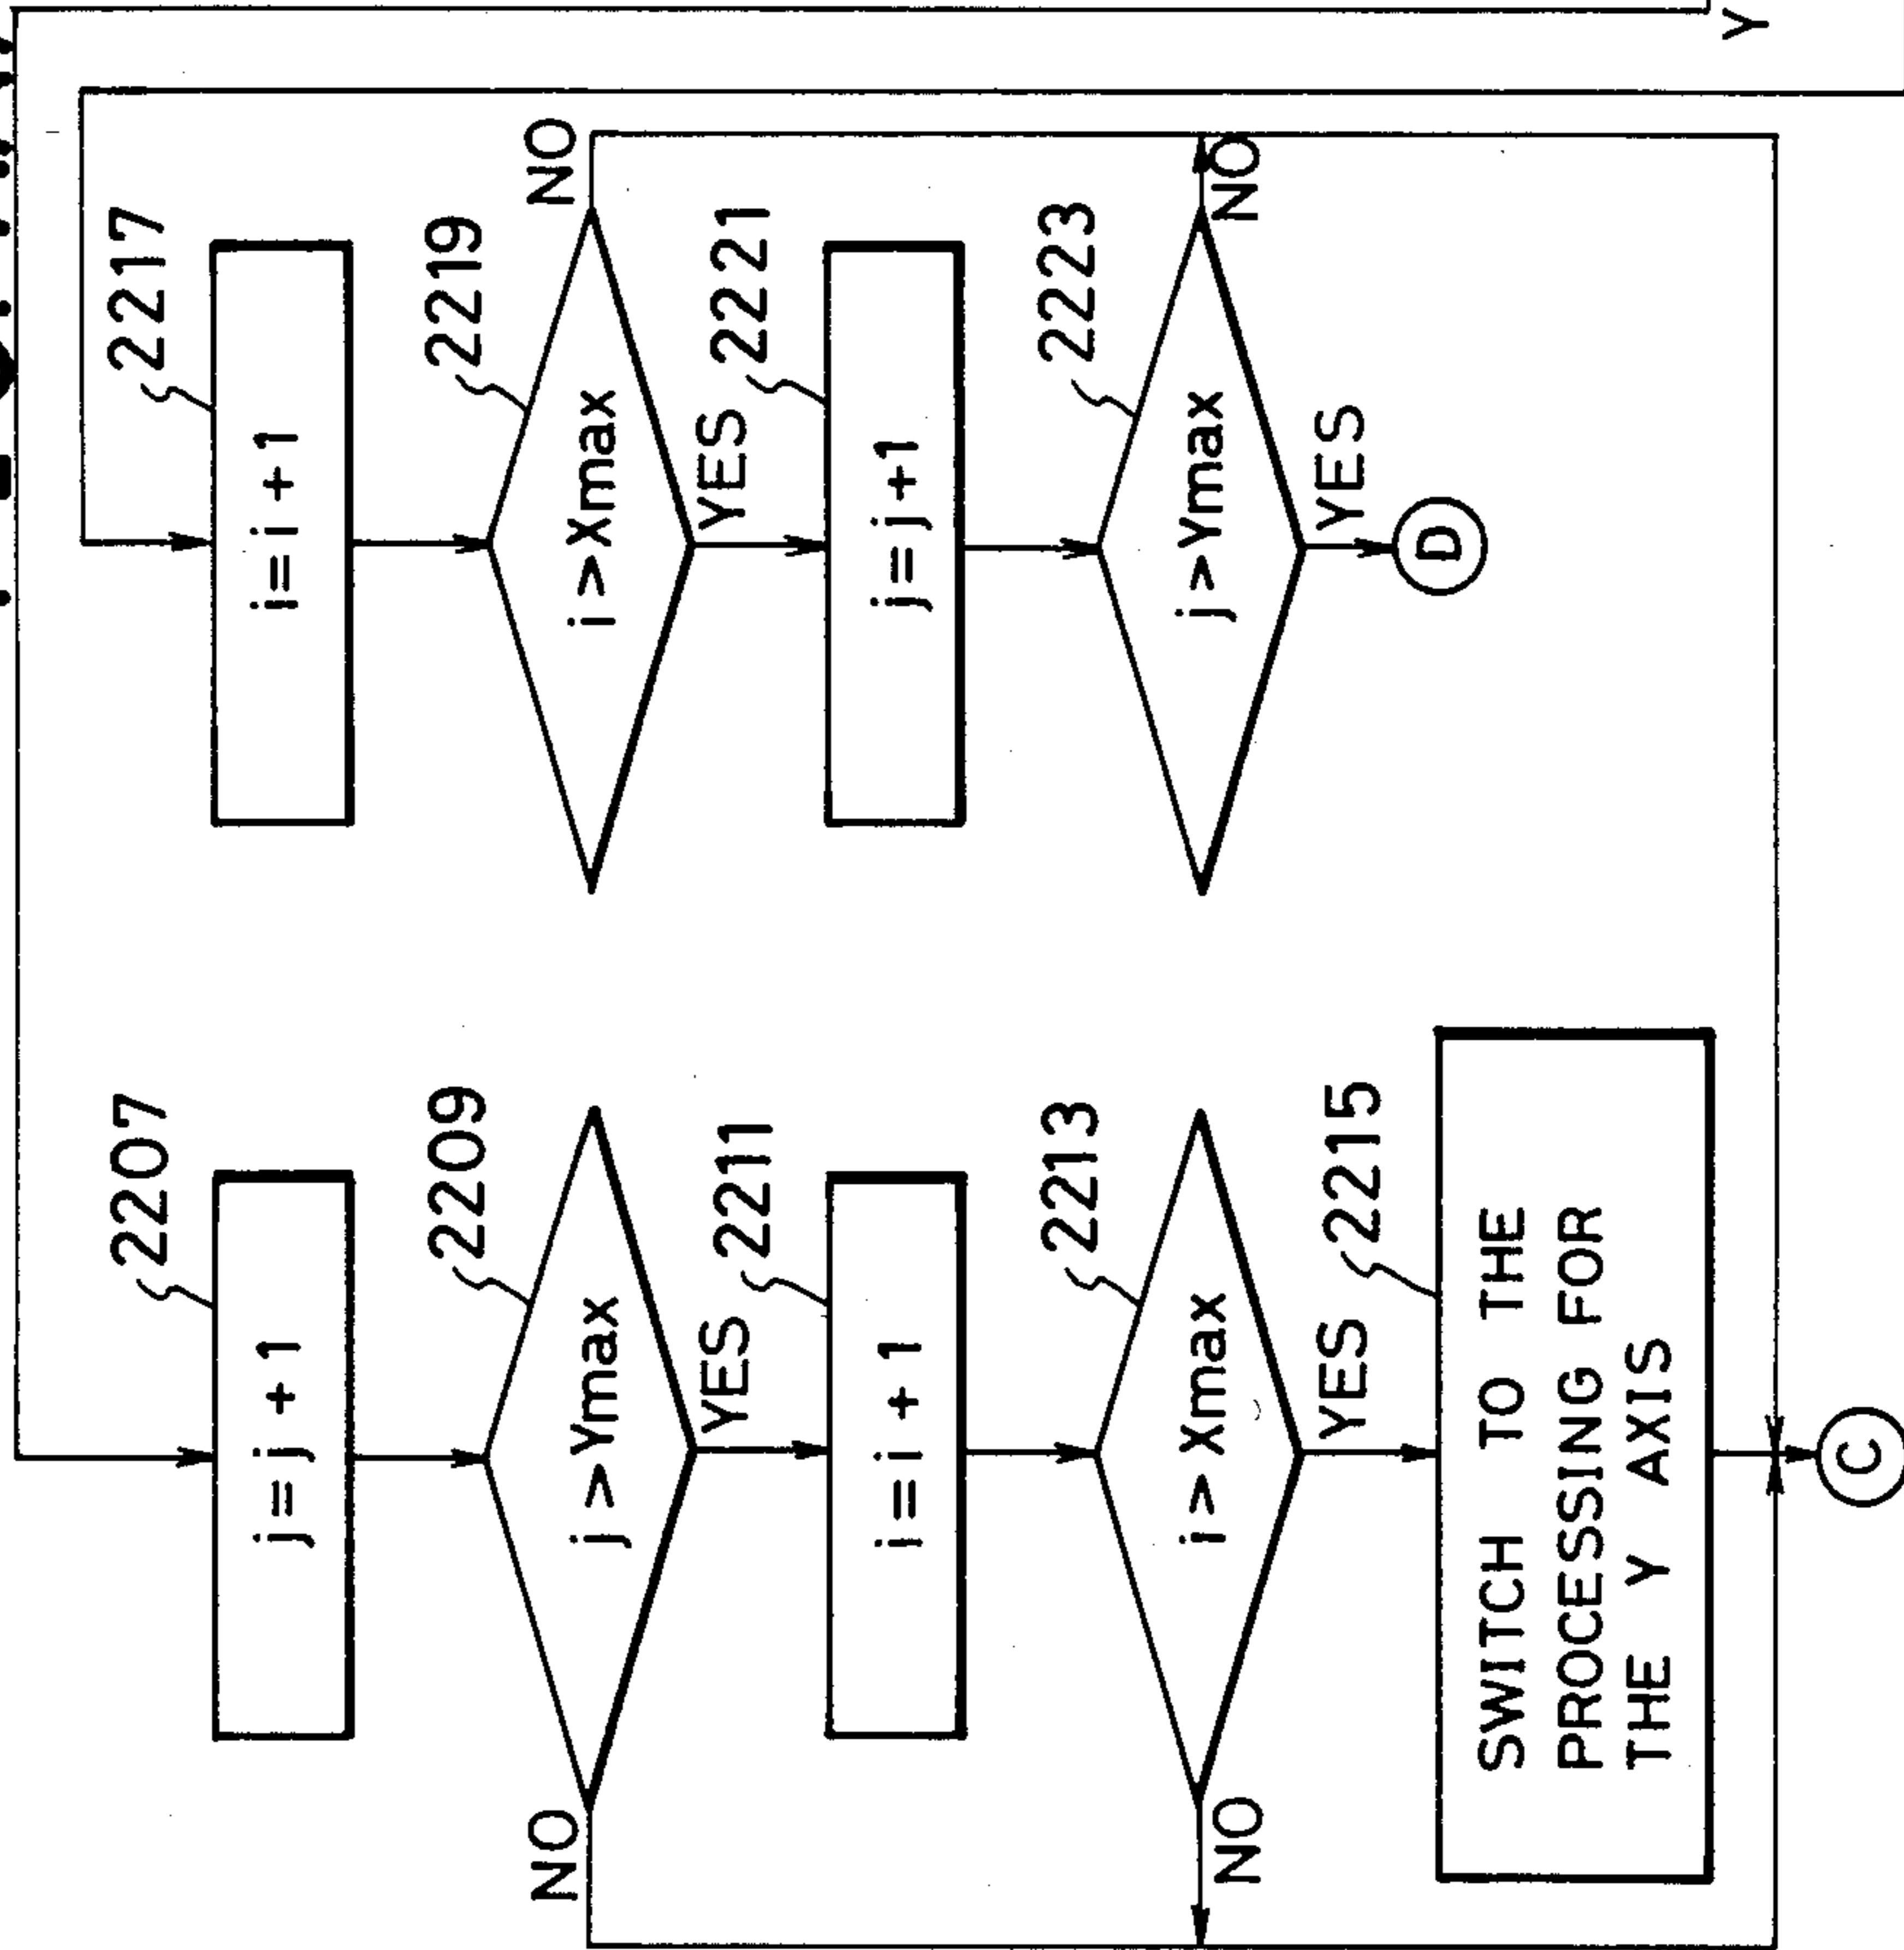 2207
j=j+1
2209
j>Ymax
NO
YES
2211
i=i+1
2213
i>Xmax
NO
YES
2215
SWITCH TO THE
PROCESSING FOR
THE Y AXIS
C
2217
i=i+1
2219
i>Xmax
NO
YES
2221
j=j+1
2223
j>Ymax
NO
YES
D
Y